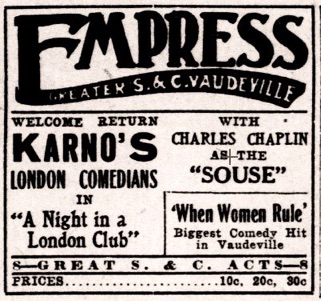 EMPRESS
GREATER S. & C. VAUDEVILLE
WELCOME RETURN
KARNO'S
LONDON COMEDIANS
IN
"A Night in a
London Club"
WITH
CHARLES CHAPLIN
AS THE
"SOUSE"
'When Women Rule'
Biggest Comedy Hit
in Vaudeville
8—GREAT S. & C. ACTS—8
PRICES....................10c, 20c, 30c